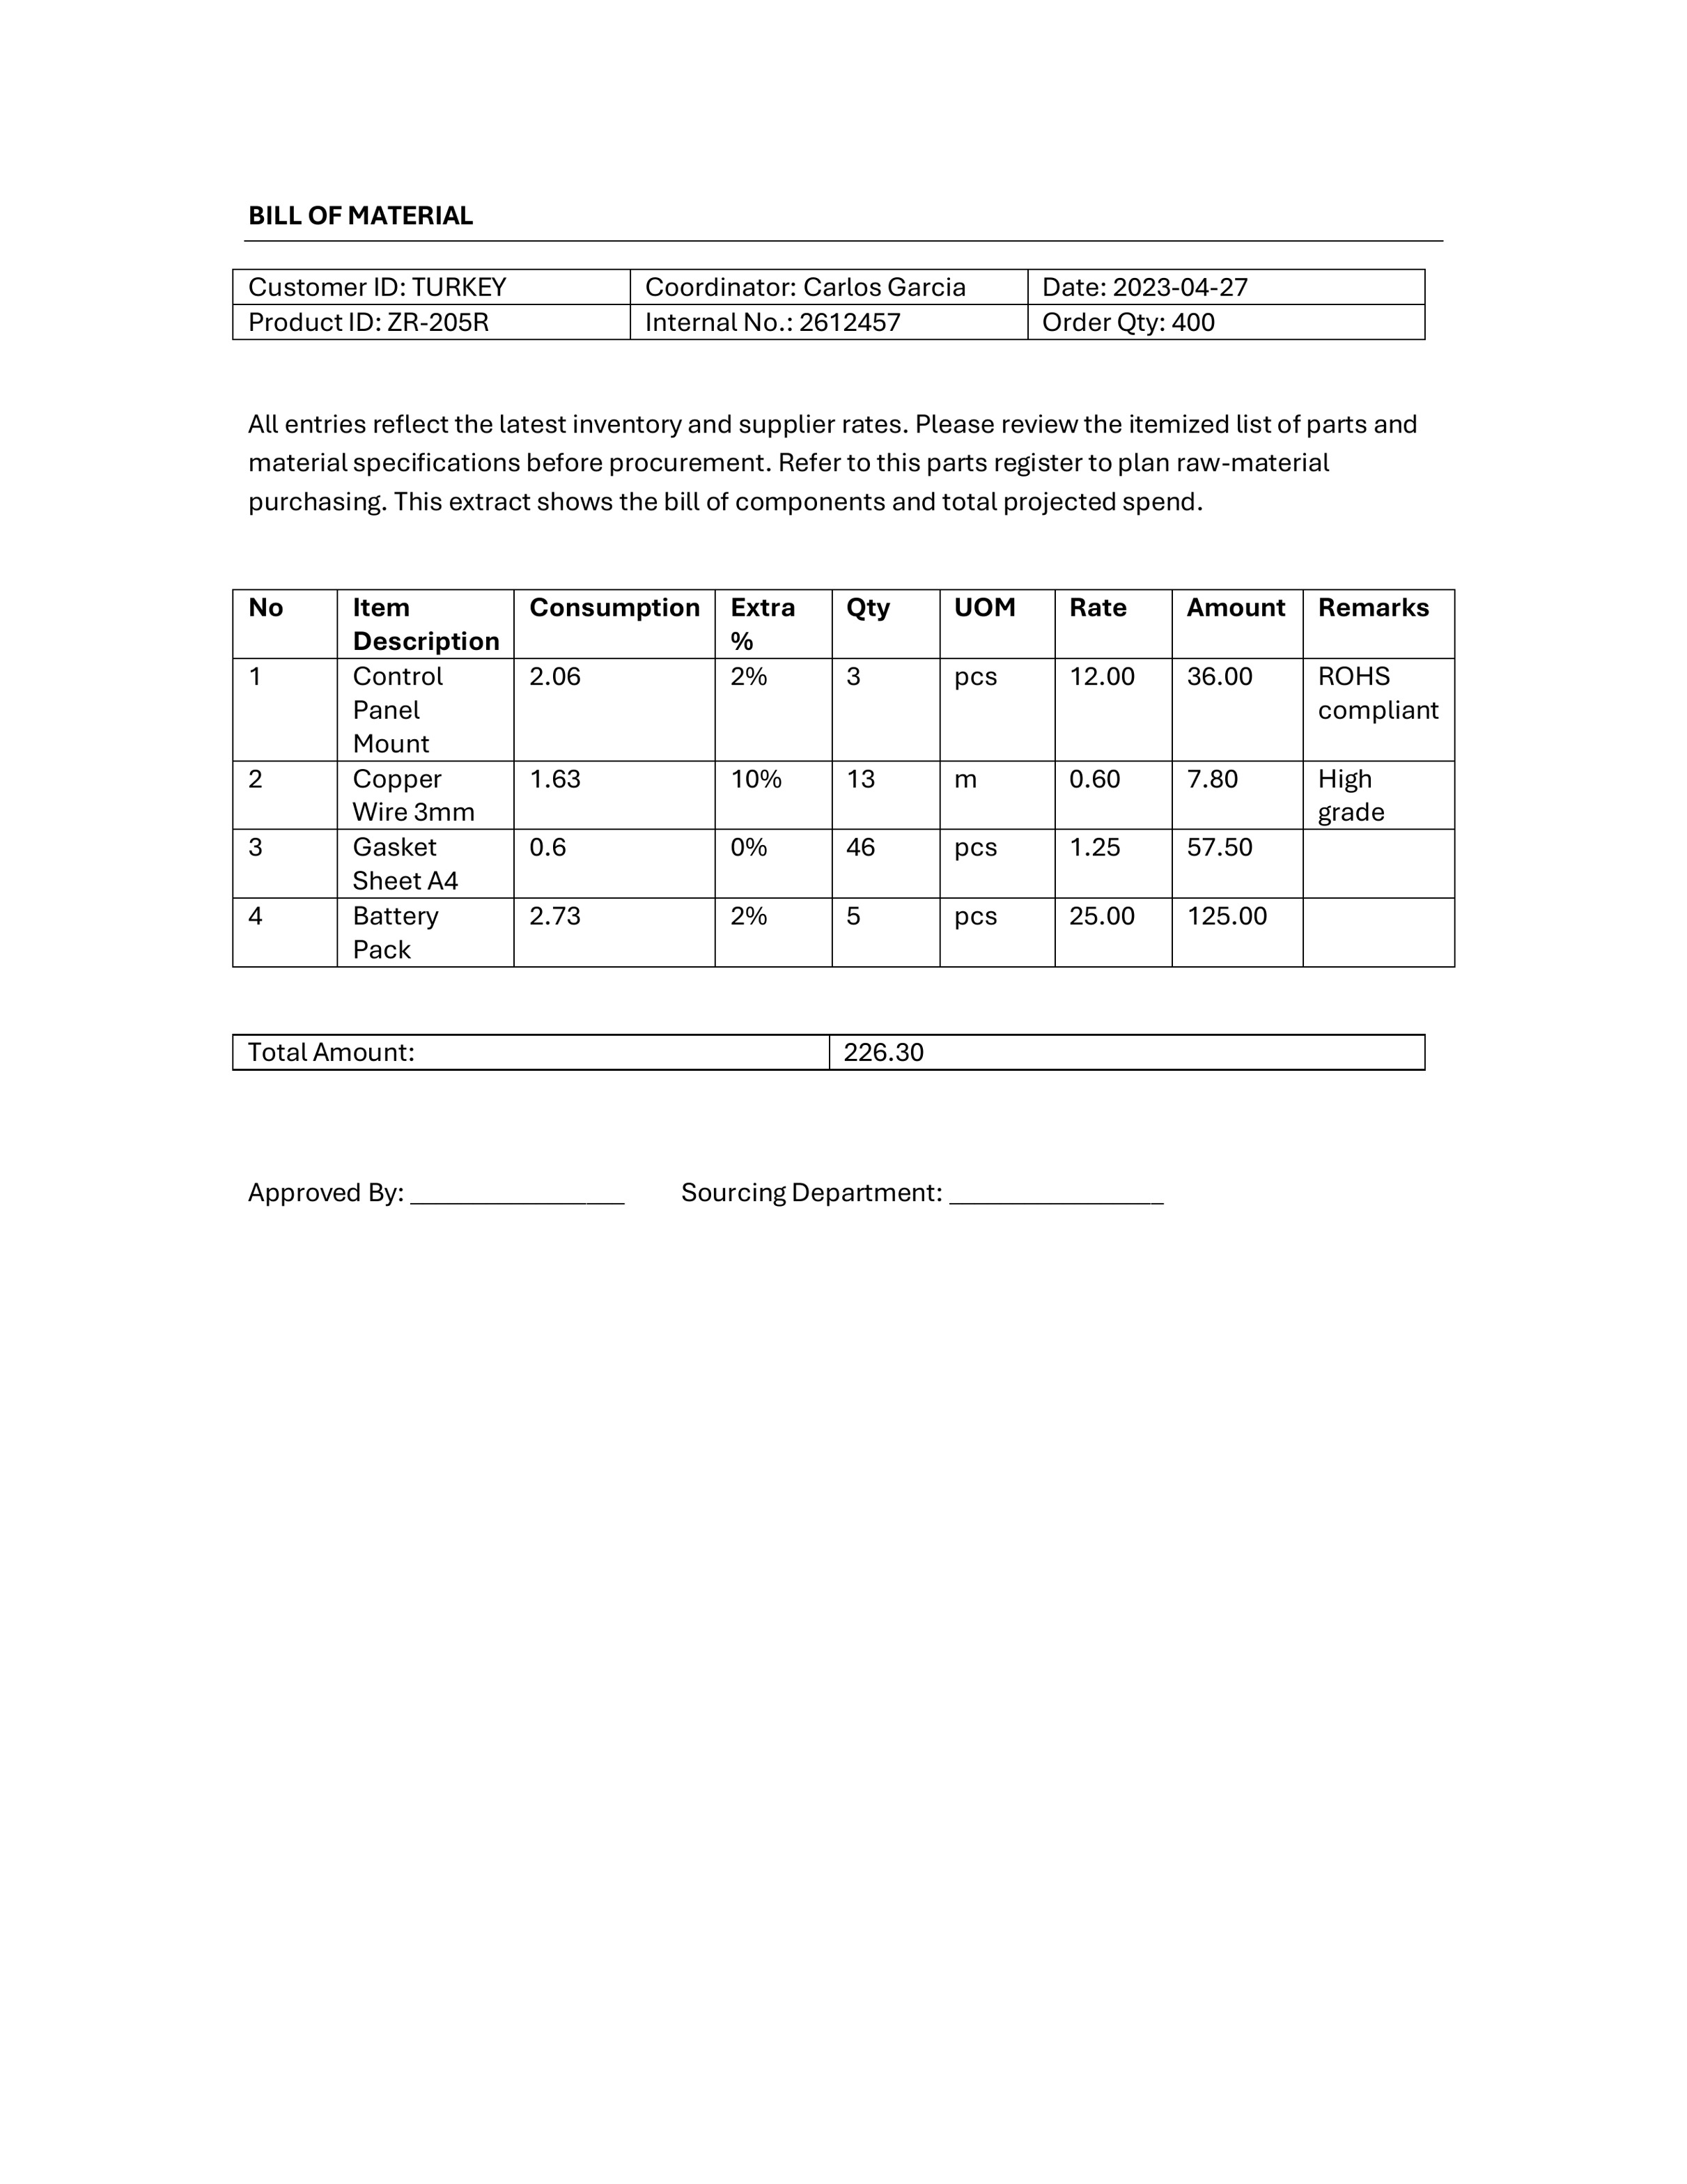 BILL OF MATERIAL
Customer ID: TURKEY Coordinator: Carlos Garcia Date: 2023-04-27
Product ID: ZR-205R Internal No.: 2612457 Order Qty: 400
All entries reflect the latest inventory and supplier rates. Please review the itemized list of parts and
material specifications before procurement. Refer to this parts register to plan raw-material
purchasing. This extract shows the bill of components and total projected spend.
No Item Consumption Extra Qty UOM Rate Amount Remarks
Description %
1 Control 2.06 2% 3 pcs 12.00 36.00 ROHS
Panel compliant
Mount
2 Copper 1.63 10% 13 m 0.60 7.80 High
Wire 3mm grade
3 Gasket 0.6 0% 46 pcs 1.25 57.50
Sheet A4
4 Battery 2.73 2% 5 pcs 25.00 125.00
Pack
Total Amount: 226.30
Approved By: _________________ Sourcing Department: _________________